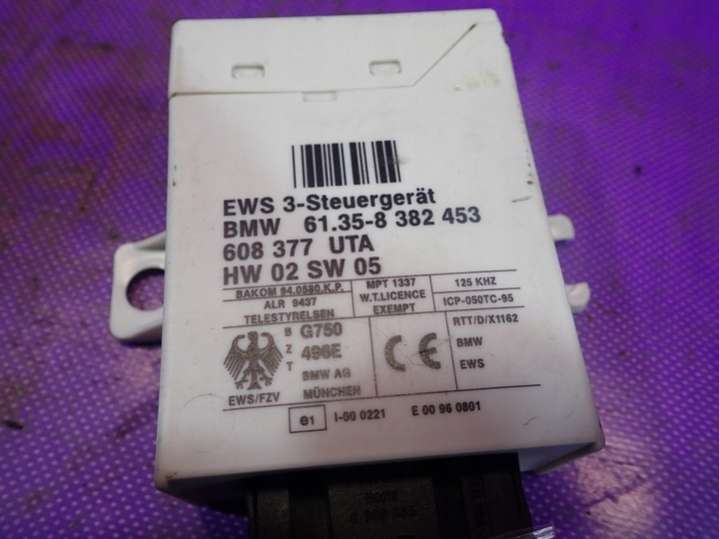 EWS 3-Steuergerät
BMW 61.35-8 382 453
608 377 UTA
HW 02 SW 05
BAKOM 94.0580.K.P.
ALR 9437
TELESTYRELSEN
MPT 1337
W.T.LICENCE
EXEMPT
125 KHZ
ICP-050TC-95
B G750
Z 496E
T BMW AG
MÜNCHEN
EWS/FZV
CE
RTT/D/X1162
BMW
EWS
e1 I-00 0221 E 00 96 0801